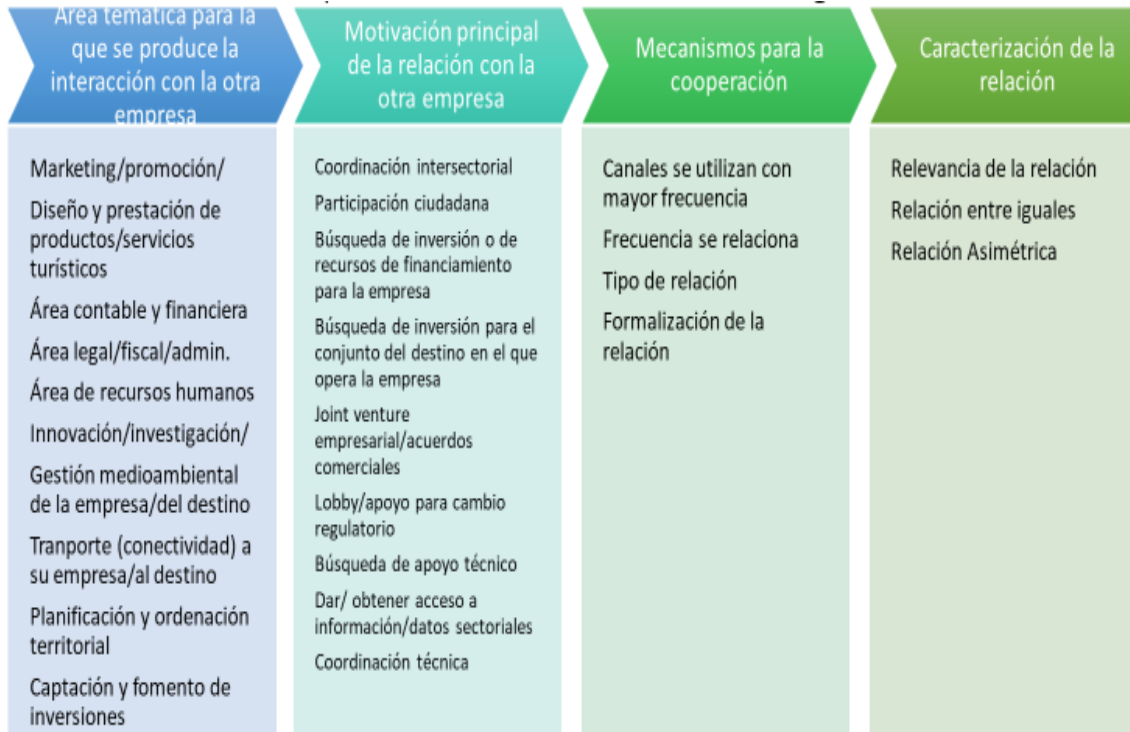 Área temática para la
que se produce la
interacción con la otra
empresa
Marketing/promoción/
Diseño y prestación de
productos/servicios
turísticos
Área contable y financiera
Área legal/fiscal/admin.
Área de recursos humanos
Innovación/investigación/
Gestión medioambiental
de la empresa/del destino
Tranporte (conectividad) a
su empresa/al destino
Planificación y ordenación
territorial
Captación y fomento de
inversiones
Motivación principal
de la relación con la
otra empresa
Coordinación intersectorial
Participación ciudadana
Búsqueda de inversión o de
recursos de financiamiento
para la empresa
Búsqueda de inversión para el
conjunto del destino en el que
opera la empresa
Joint venture
empresarial/acuerdos
comerciales
Lobby/apoyo para cambio
regulatorio
Búsqueda de apoyo técnico
Dar/ obtener acceso a
información/datos sectoriales
Coordinación técnica
Mecanismos para la
cooperación
Canales se utilizan con
mayor frecuencia
Frecuencia se relaciona
Tipo de relación
Formalización de la
relación
Caracterización de la
relación
Relevancia de la relación
Relación entre iguales
Relación Asimétrica